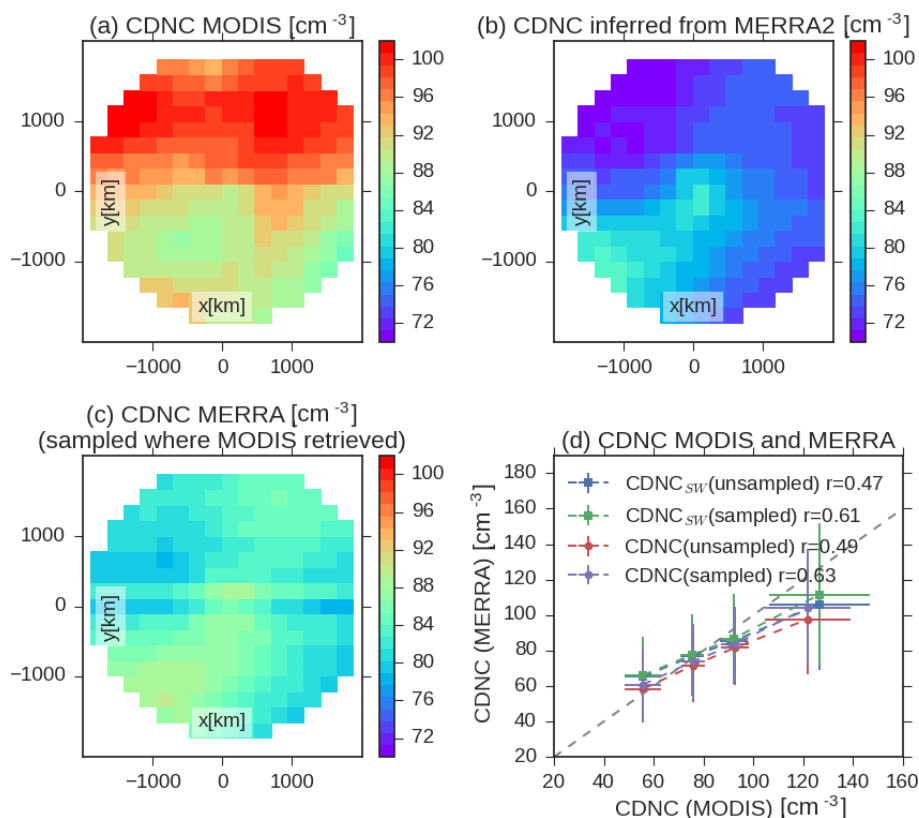 (a) CDNC MODIS [cm⁻³]
100
96
92
88
84
80
76
72
1000
0
−1000
y[km]
x[km]
−1000 0 1000
(b) CDNC inferred from MERRA2 [cm⁻³]
100
96
92
88
84
80
76
72
1000
0
−1000
y[km]
x[km]
−1000 0 1000
(c) CDNC MERRA [cm⁻³]
(sampled where MODIS retrieved)
100
96
92
88
84
80
76
72
1000
0
−1000
y[km]
x[km]
−1000 0 1000
(d) CDNC MODIS and MERRA
CDNC (MERRA) [cm⁻³]
180
160
140
120
100
80
60
40
20
CDNC_SW(unsampled) r=0.47
CDNC_SW(sampled) r=0.61
CDNC(unsampled) r=0.49
CDNC(sampled) r=0.63
20 40 60 80 100 120 140 160
CDNC (MODIS) [cm⁻³]